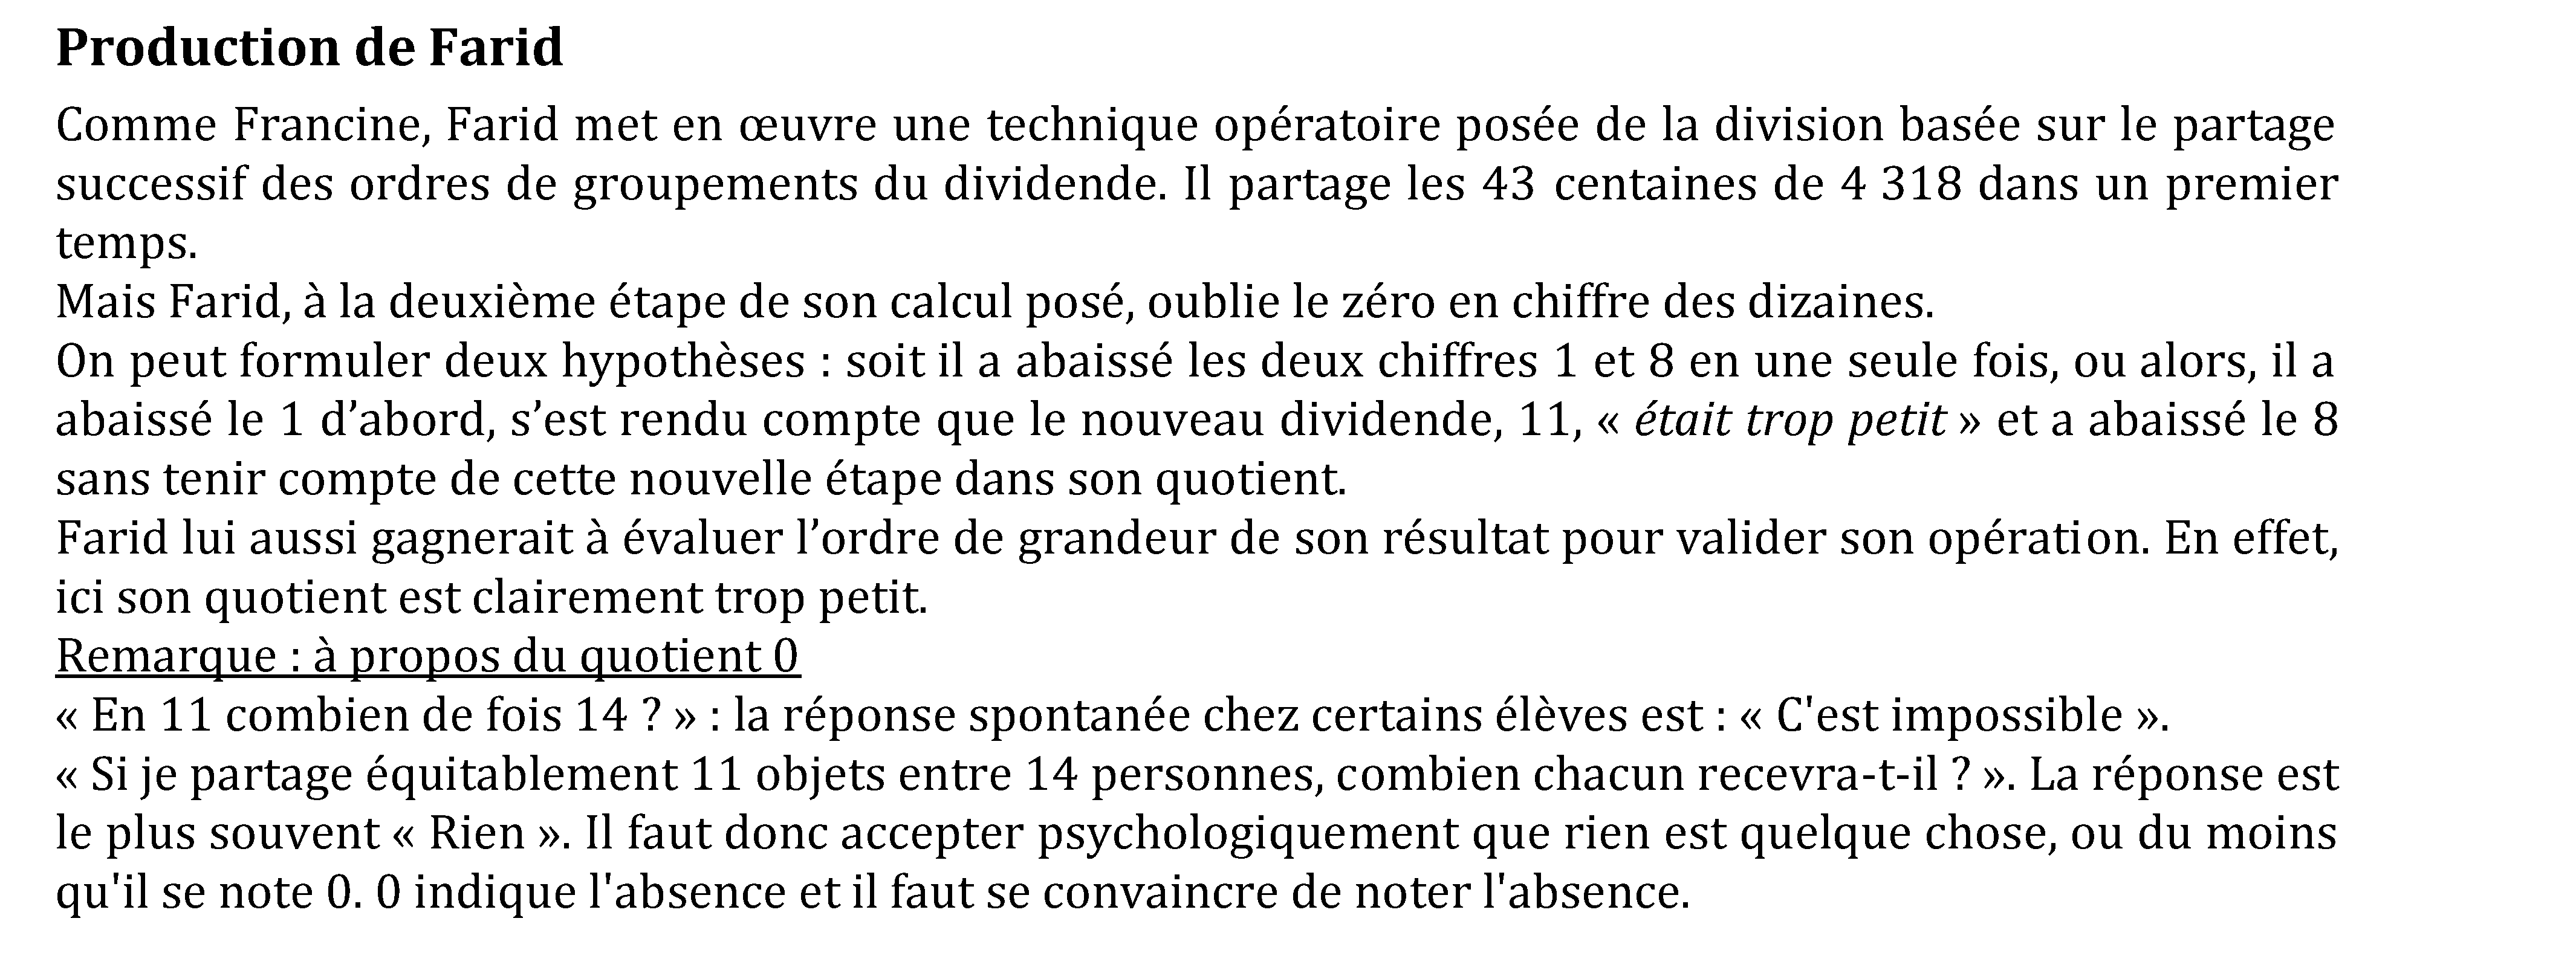 Production de Farid
Comme Francine, Farid met en œuvre une technique opératoire posée de la division basée sur le partage
successif des ordres de groupements du dividende. Il partage les 43 centaines de 4 318 dans un premier
temps.
Mais Farid, à la deuxième étape de son calcul posé, oublie le zéro en chiffre des dizaines.
On peut formuler deux hypothèses : soit il a abaissé les deux chiffres 1 et 8 en une seule fois, ou alors, il a
abaissé le 1 d’abord, s’est rendu compte que le nouveau dividende, 11, « était trop petit » et a abaissé le 8
sans tenir compte de cette nouvelle étape dans son quotient.
Farid lui aussi gagnerait à évaluer l’ordre de grandeur de son résultat pour valider son opération. En effet,
ici son quotient est clairement trop petit.
Remarque : à propos du quotient 0
« En 11 combien de fois 14 ? » : la réponse spontanée chez certains élèves est : « C'est impossible ».
« Si je partage équitablement 11 objets entre 14 personnes, combien chacun recevra-t-il ? ». La réponse est
le plus souvent « Rien ». Il faut donc accepter psychologiquement que rien est quelque chose, ou du moins
qu'il se note 0. 0 indique l'absence et il faut se convaincre de noter l'absence.